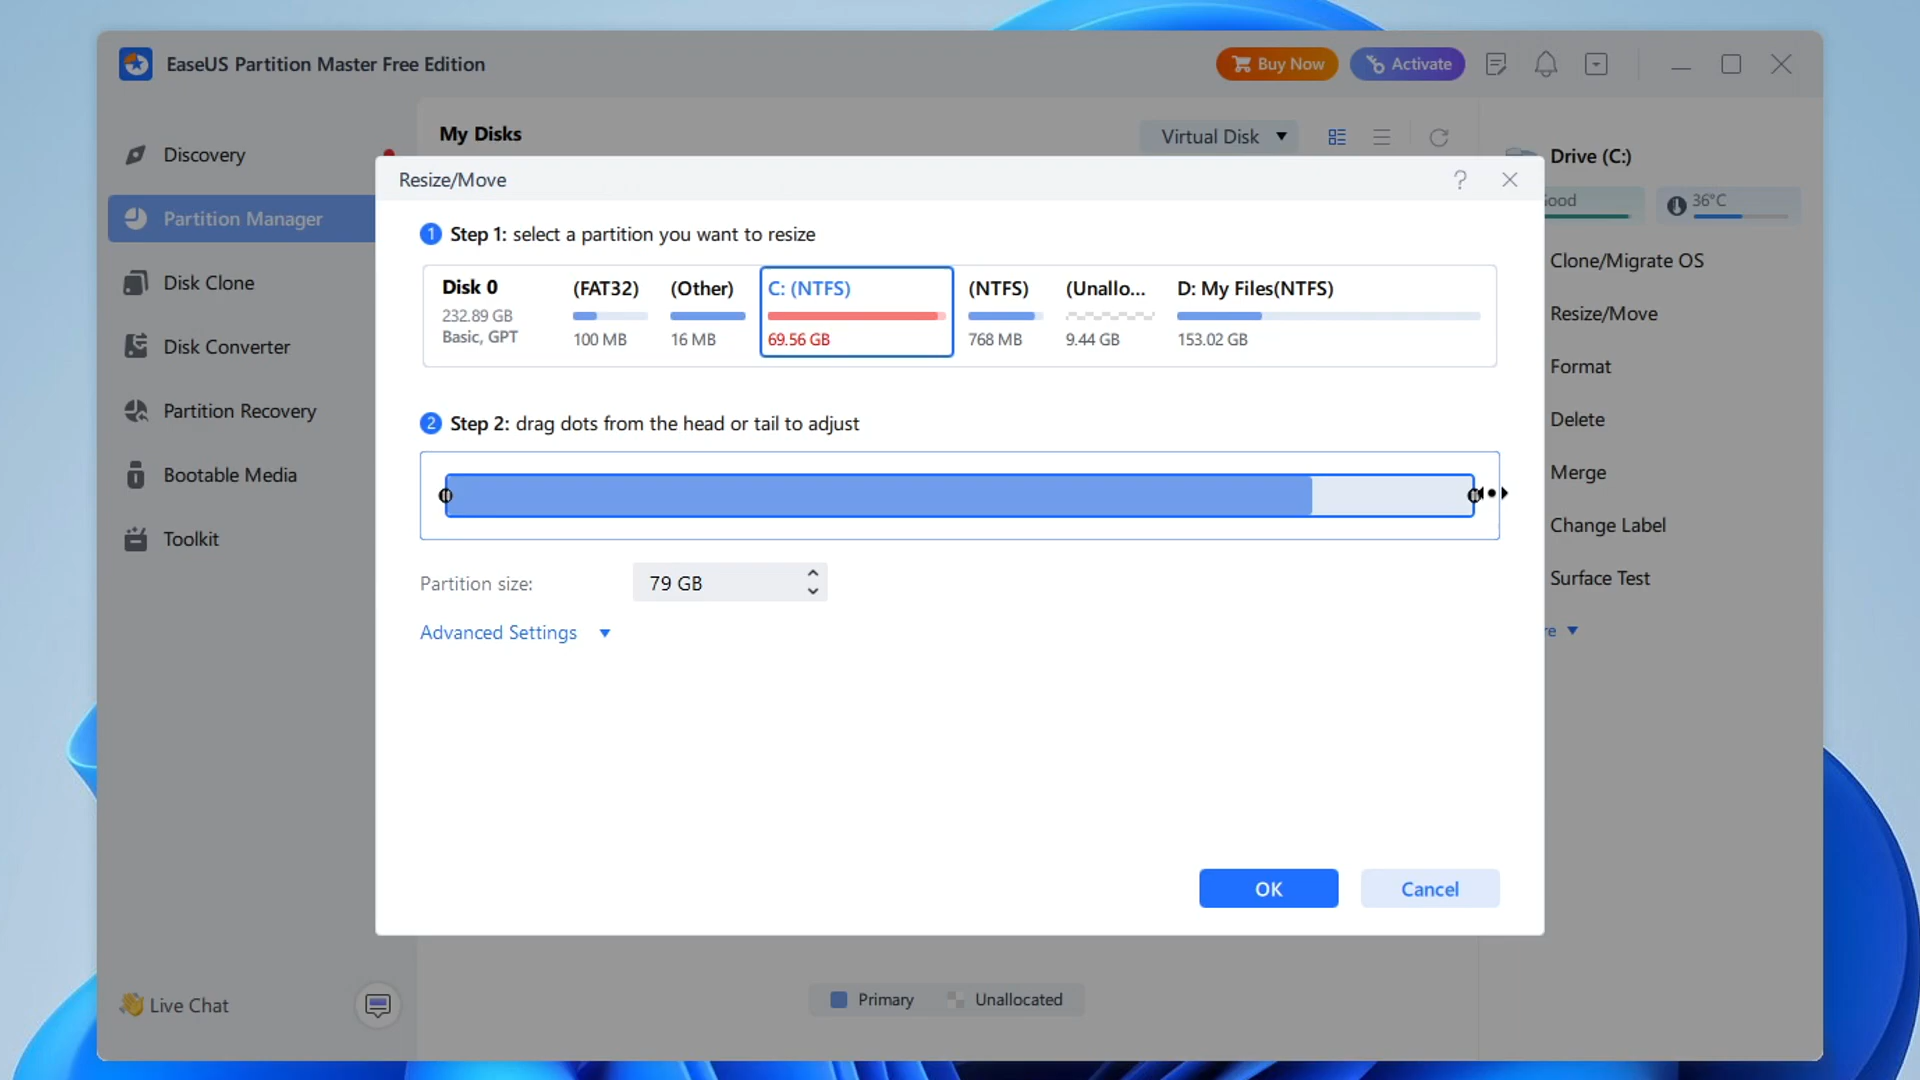 EaseUS Partition Master Free Edition
Buy Now
Activate
Discovery
Partition Manager
Disk Clone
Disk Converter
Partition Recovery
Bootable Media
Toolkit
Live Chat
My Disks
Virtual Disk
Resize/Move
?
1 Step 1: select a partition you want to resize
Disk 0
232.89 GB
Basic, GPT
(FAT32)
100 MB
(Other)
16 MB
C: (NTFS)
69.56 GB
(NTFS)
768 MB
(Unallo...
9.44 GB
D: My Files(NTFS)
153.02 GB
2 Step 2: drag dots from the head or tail to adjust
Partition size:
79 GB
Advanced Settings
OK
Cancel
Primary
Unallocated
Drive (C:)
ood
36°C
Clone/Migrate OS
Resize/Move
Format
Delete
Merge
Change Label
Surface Test
re